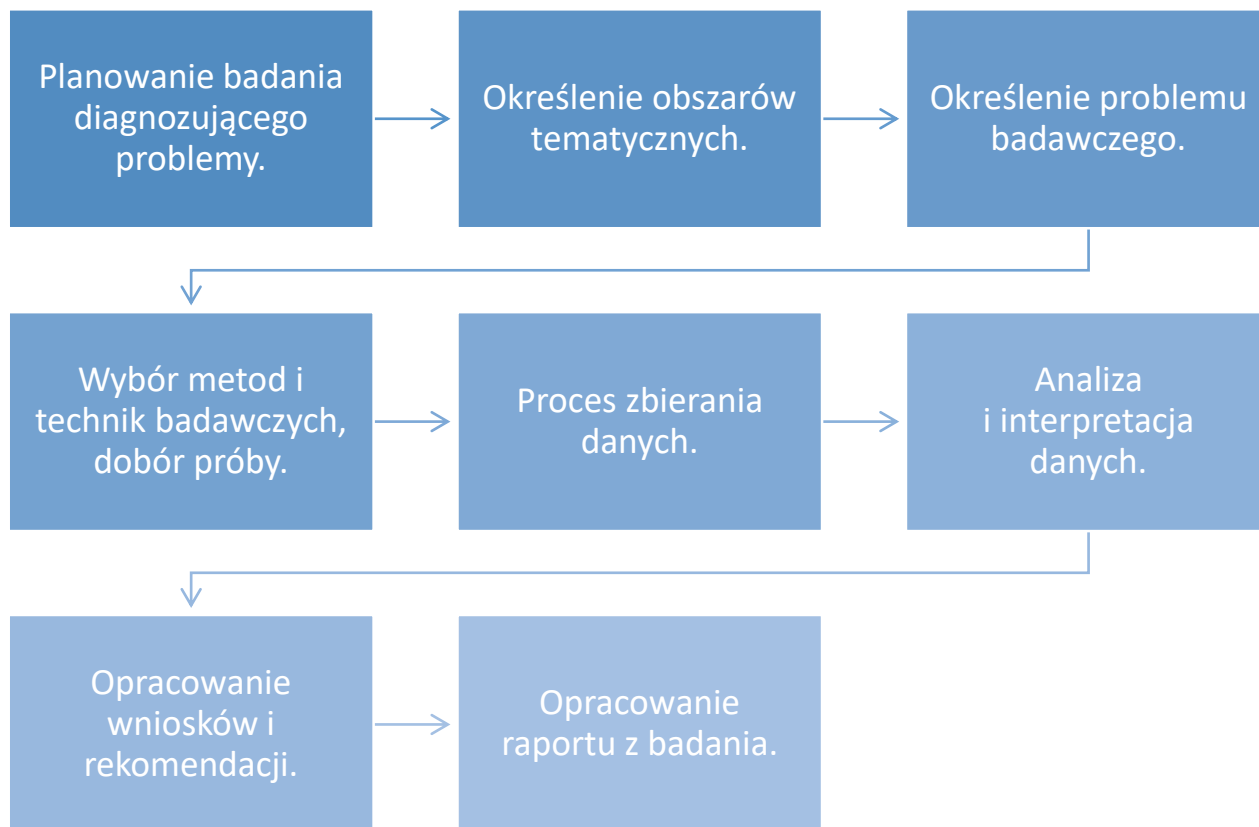 Planowanie badania
diagnozującego
problemy.
Określenie obszarów
tematycznych.
Określenie problemu
badawczego.
Wybór metod i
technik badawczych,
dobór próby.
Proces zbierania
danych.
Analiza
i interpretacja
danych.
Opracowanie
wniosków i
rekomendacji.
Opracowanie
raportu z badania.